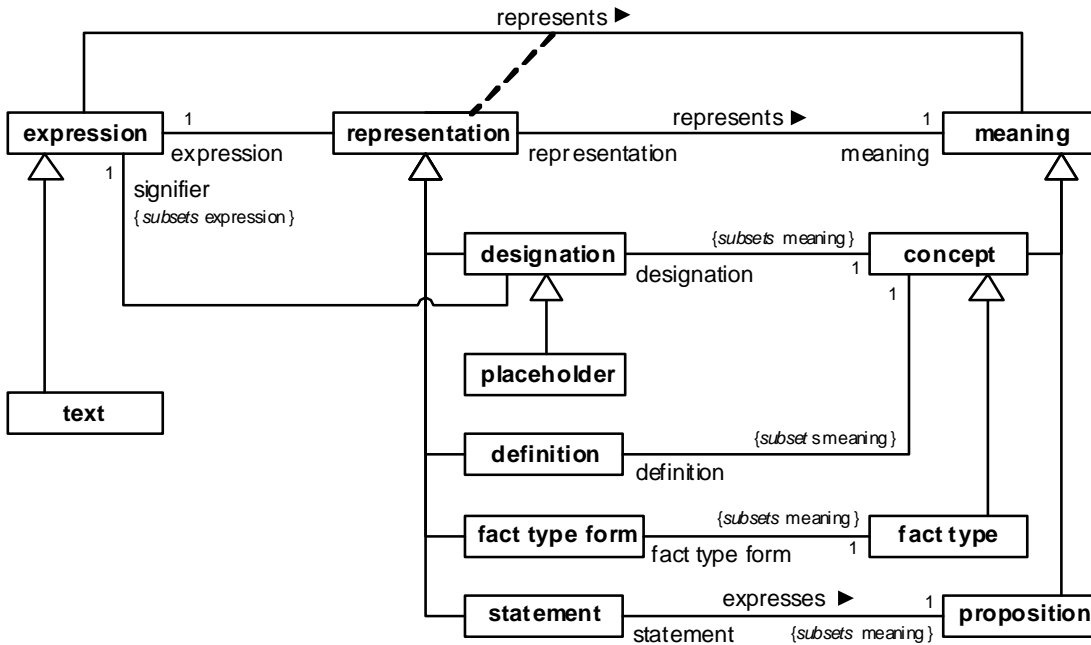 represents ►
expression
1
representation
represents ►
1
meaning
expression
representation
meaning
1
signifier
{subsets expression}
designation
{subsets meaning}
concept
designation
1
1
placeholder
text
definition
{subsets meaning}
definition
fact type form
{subsets meaning}
fact type
fact type form
1
statement
expresses ►
1
proposition
statement
{subsets meaning}